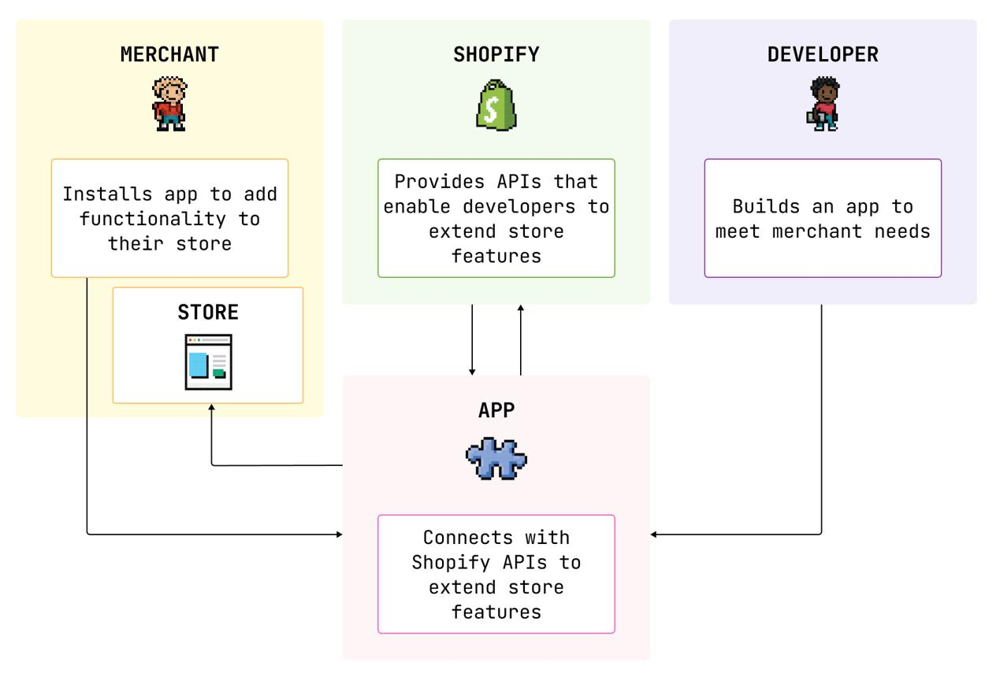 MERCHANT
Installs app to add
functionality to
their store
STORE
SHOPIFY
S
Provides APIs that
enable developers to
extend store
features
DEVELOPER
Builds an app to
meet merchant needs
APP
Connects with
Shopify APIs to
extend store
features